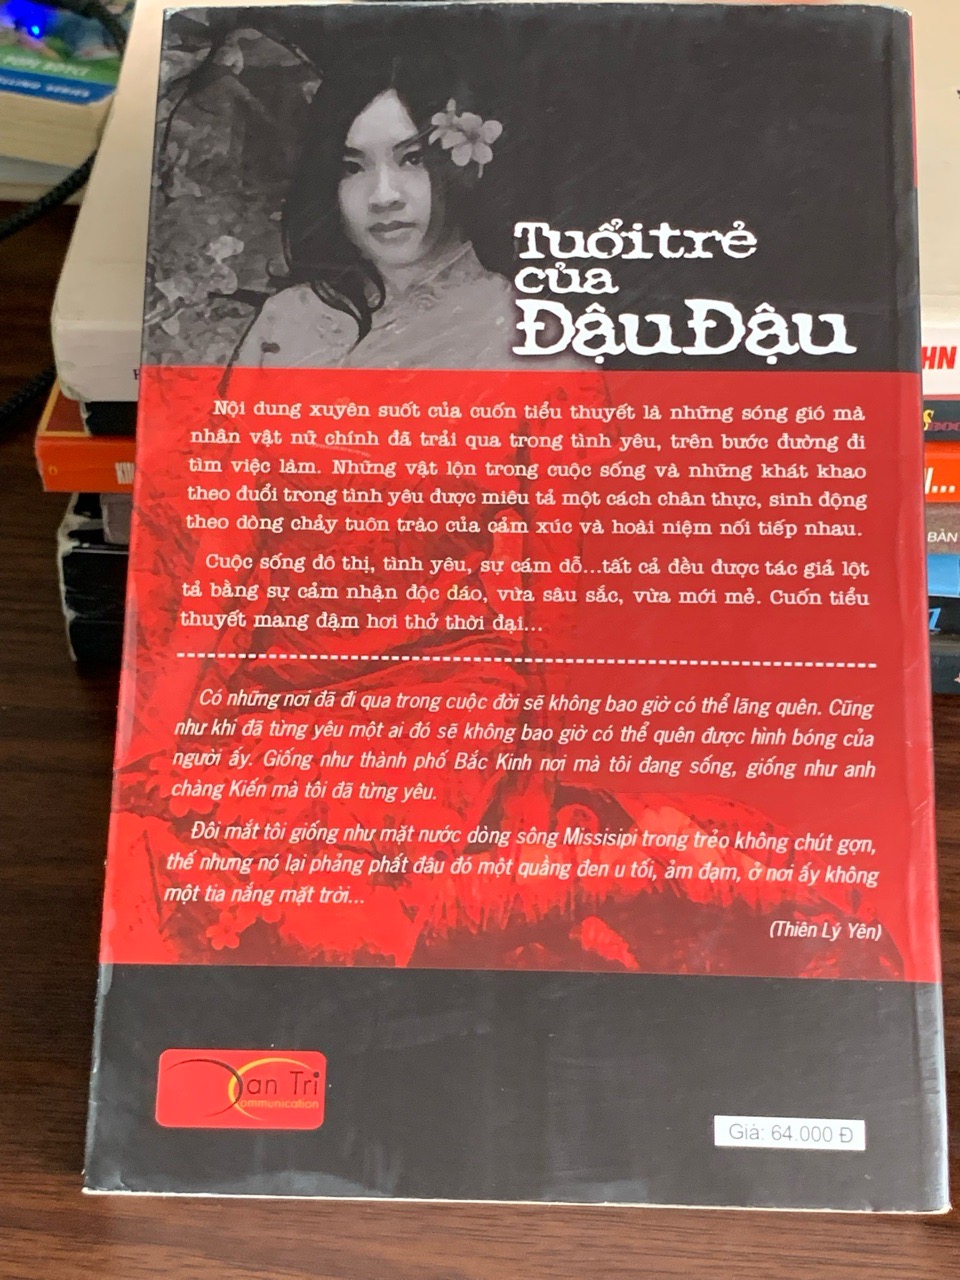 Tuổi trẻ
của
Đậu Đậu
Nội dung xuyên suốt của cuốn tiểu thuyết là những sóng gió mà
nhân vật nữ chính đã trải qua trong tình yêu, trên bước đường đi
tìm việc làm. Những vật lộn trong cuộc sống và những khát khao
theo đuổi trong tình yêu được miêu tả một cách chân thực, sinh động
theo dòng chảy tuôn trào của cảm xúc và hoài niệm nối tiếp nhau.
Cuộc sống đô thị, tình yêu, sự cám dỗ...tất cả đều được tác giả lột
tả bằng sự cảm nhận độc đáo, vừa sâu sắc, vừa mới mẻ. Cuốn tiểu
thuyết mang đậm hơi thở thời đại...
Có những nơi đã đi qua trong cuộc đời sẽ không bao giờ có thể lãng quên. Cũng
như khi đã từng yêu một ai đó sẽ không bao giờ có thể quên được hình bóng của
người ấy. Giống như thành phố Bắc Kinh nơi mà tôi đang sống, giống như anh
chàng Kiến mà tôi đã từng yêu.
Đôi mắt tôi giống như mặt nước dòng sông Missisipi trong trẻo không chút gợn,
thế nhưng nó lại phảng phất đâu đó một quầng đen u tối, ảm đạm, ở nơi ấy không
một tia nắng mặt trời...
(Thiên Lý Yên)
Dan Tri
Communication
Giá: 64.000 Đ
HN
BẢN